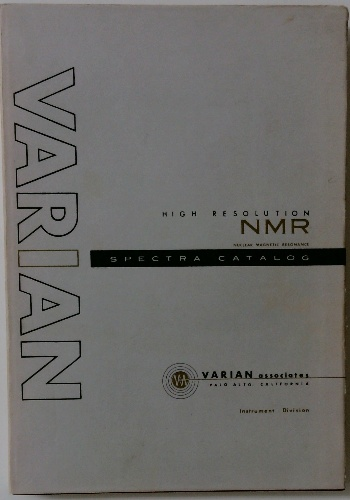 VARIAN
HIGH RESOLUTION
NMR
NUCLEAR MAGNETIC RESONANCE
SPECTRA CATALOG
VA
VARIAN associates
PALO ALTO, CALIFORNIA
Instrument Division